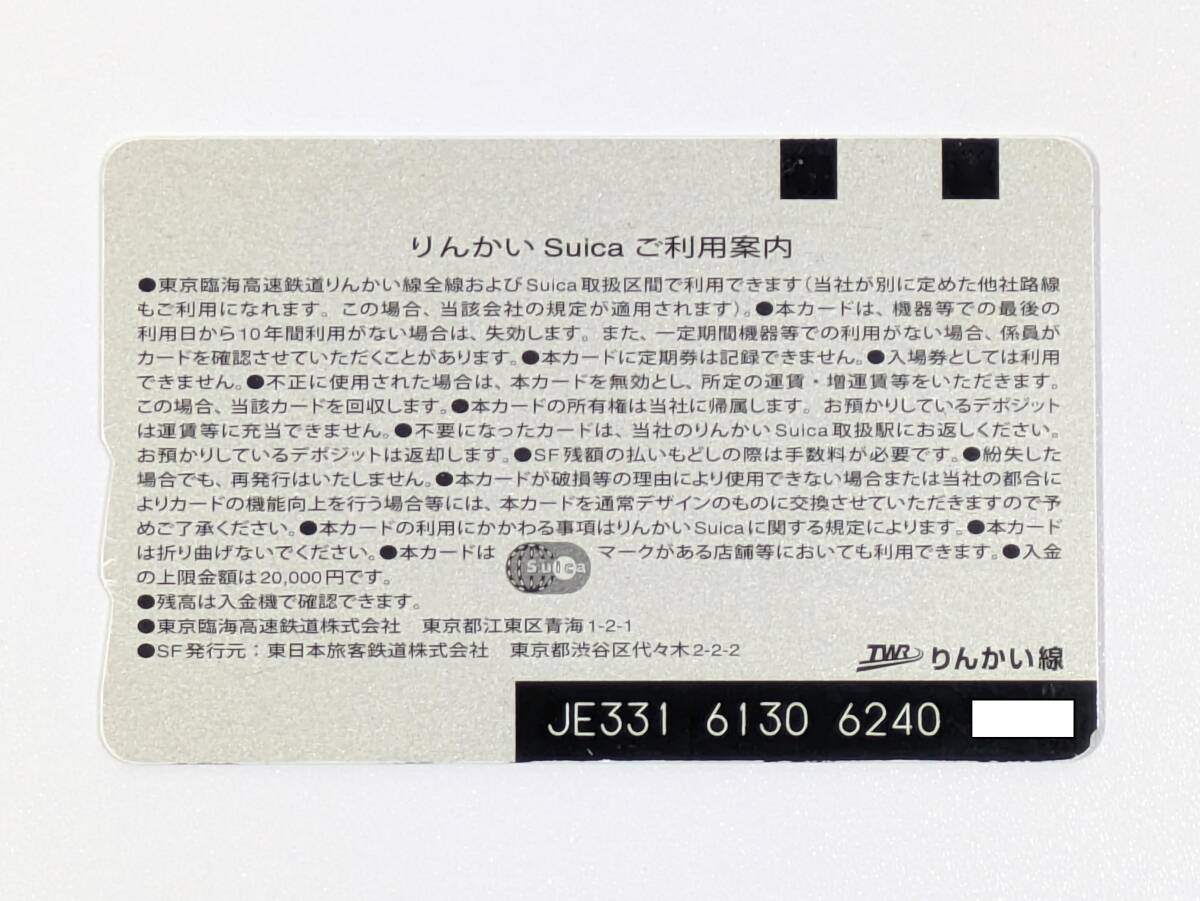 りんかい Suica ご利用案内
●東京臨海高速鉄道りんかい線全線およびSuica取扱区間で利用できます(当社が別に定めた他社路線
もご利用になれます。この場合、当該会社の規定が適用されます)。●本カードは、機器等での最後の
利用日から10年間利用がない場合は、失効します。また、一定期間機器等での利用がない場合、係員が
カードを確認させていただくことがあります。●本カードに定期券は記録できません。●入場券としては利用
できません。●不正に使用された場合は、本カードを無効とし、所定の運賃・増運賃等をいただきます。
この場合、当該カードを回収します。●本カードの所有権は当社に帰属します。お預かりしているデポジット
は運賃等に充当できません。●不要になったカードは、当社のりんかいSuica取扱駅にお返しください。
お預かりしているデポジットは返却します。●SF残額の払いもどしの際は手数料が必要です。●紛失した
場合でも、再発行はいたしません。●本カードが破損等の理由により使用できない場合または当社の都合に
よりカードの機能向上を行う場合等には、本カードを通常デザインのものに交換させていただきますので予
めご了承ください。●本カードの利用にかかわる事項はりんかいSuicaに関する規定によります。●本カード
は折り曲げないでください。●本カードは Suica マークがある店舗等においても利用できます。●入金
の上限金額は20,000円です。
●残高は入金機で確認できます。
●東京臨海高速鉄道株式会社　東京都江東区青海1-2-1
●SF発行元：東日本旅客鉄道株式会社　東京都渋谷区代々木2-2-2
TWR りんかい線
JE331 6130 6240